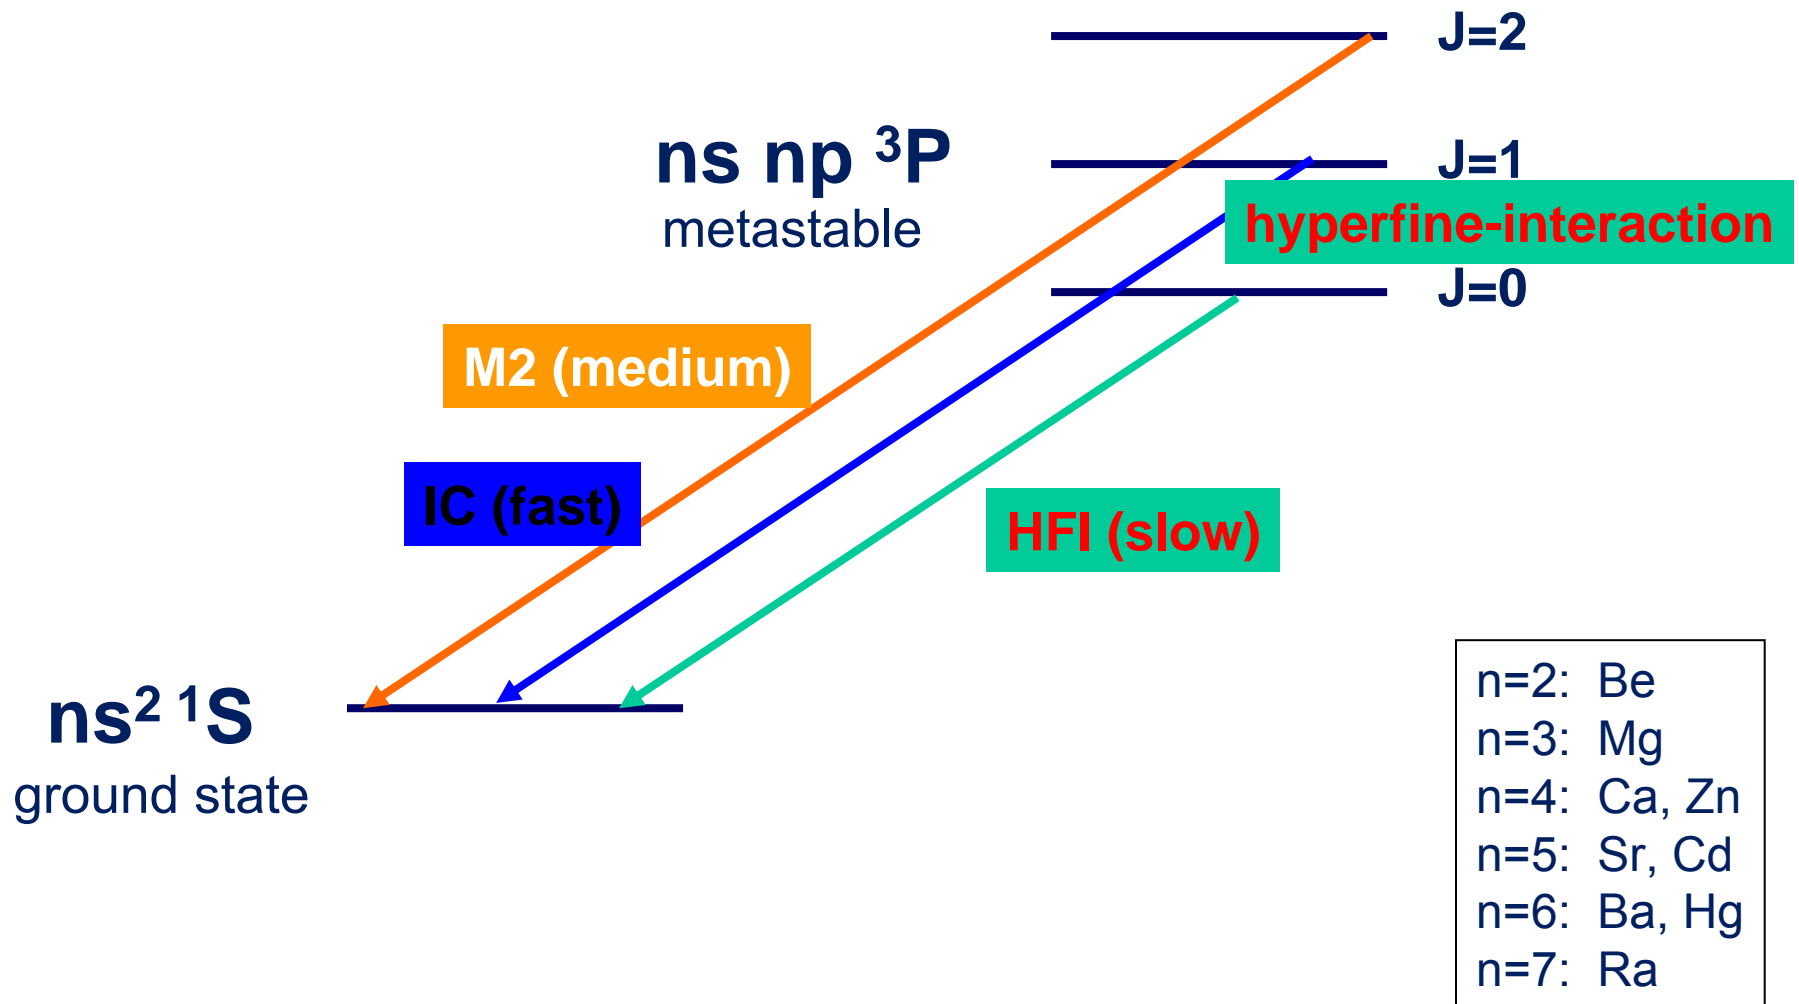 J=2
ns np ³P
metastable
J=1
hyperfine-interaction
J=0
M2 (medium)
IC (fast)
HFI (slow)
ns² ¹S
ground state
n=2: Be
n=3: Mg
n=4: Ca, Zn
n=5: Sr, Cd
n=6: Ba, Hg
n=7: Ra